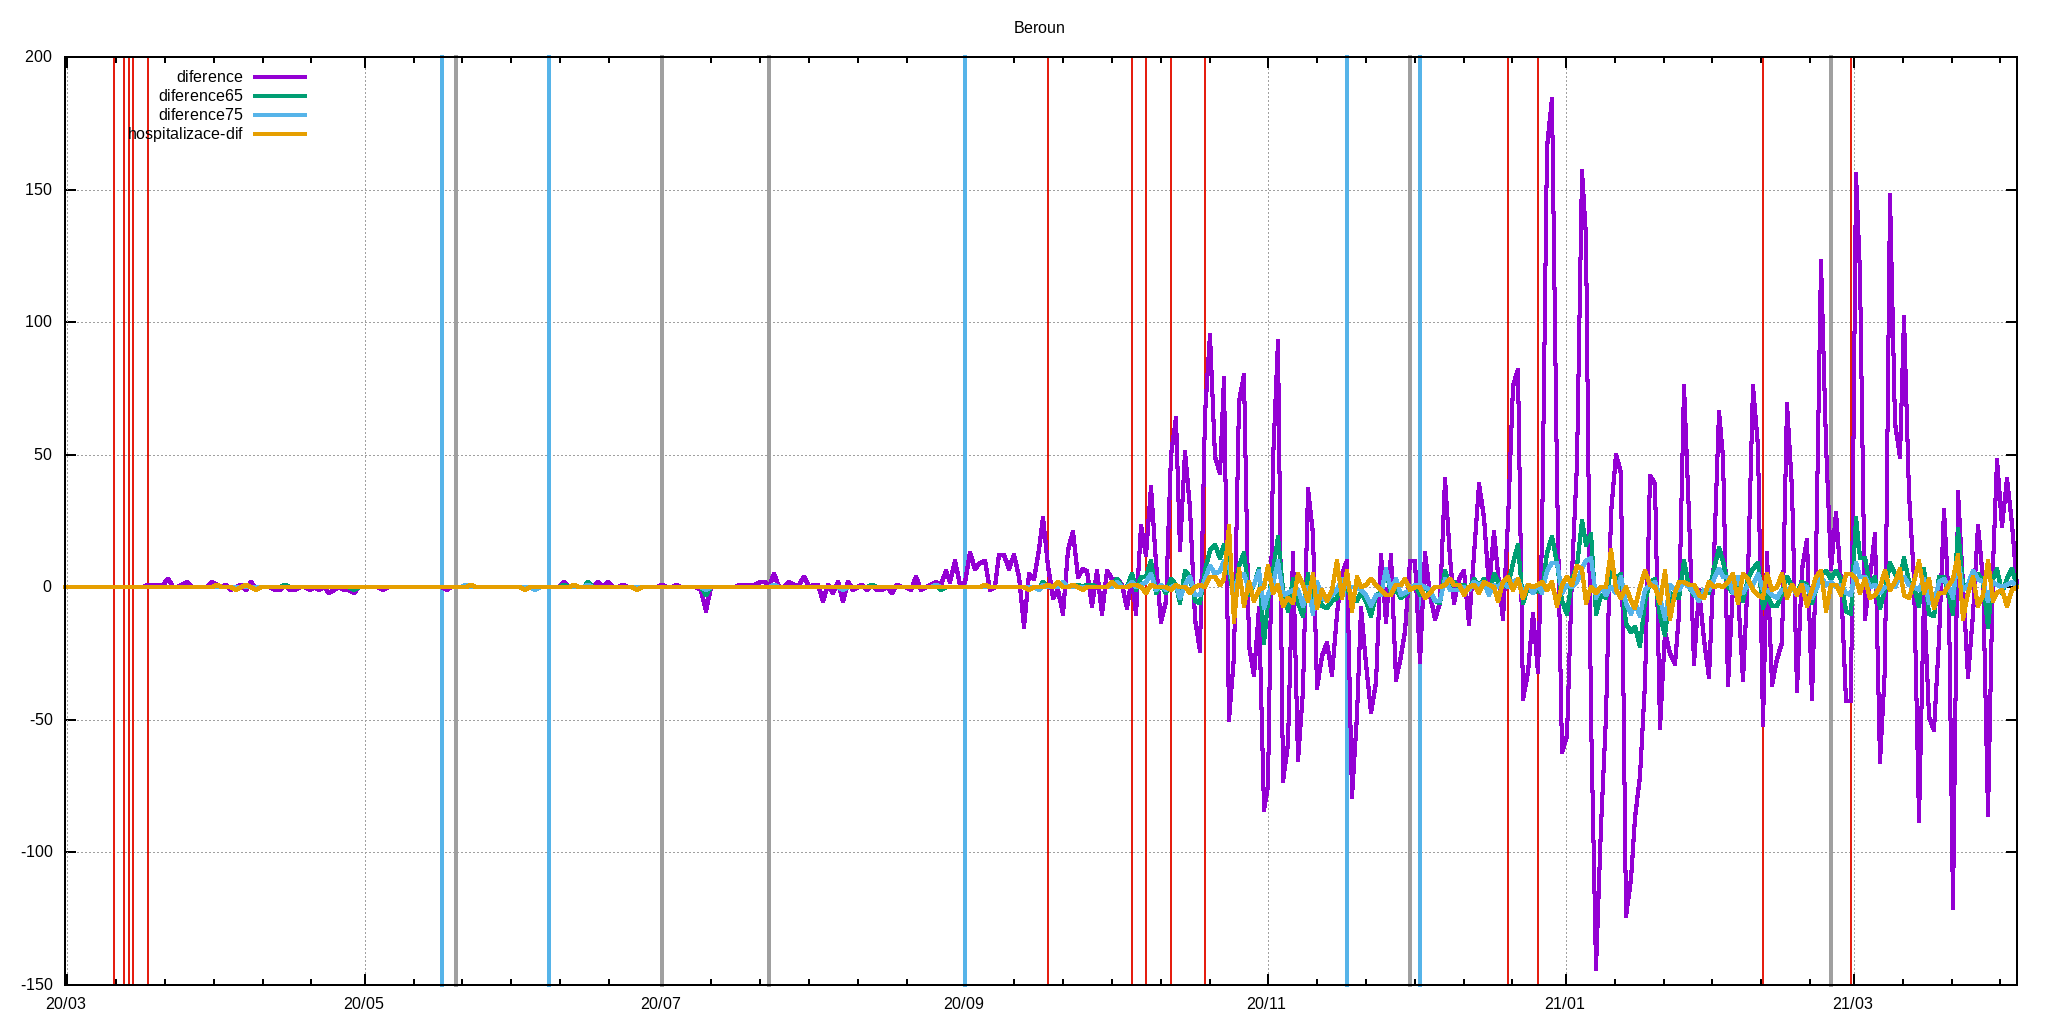 Beroun
200
150
100
50
0
-50
-100
-150
diference
diference65
diference75
hospitalizace-dif
20/03 20/05 20/07 20/09 20/11 21/01 21/03